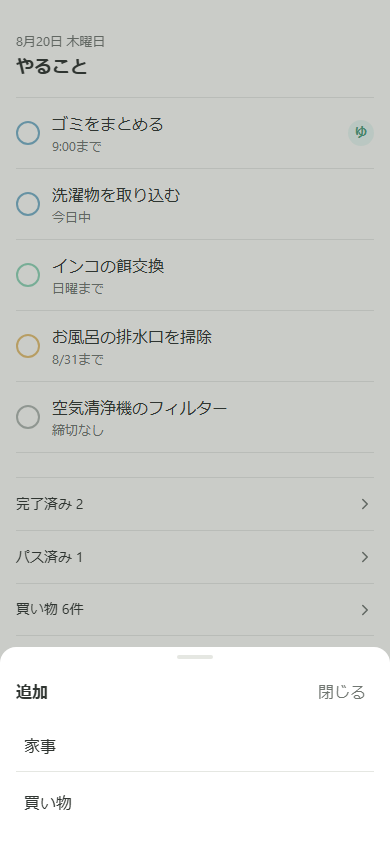 8月20日 木曜日
やること
ゴミをまとめる
9:00まで
ゆ
洗濯物を取り込む
今日中
インコの餌交換
日曜まで
お風呂の排水口を掃除
8/31まで
空気清浄機のフィルター
締切なし
完了済み 2
パス済み 1
買い物 6件
追加
閉じる
家事
買い物